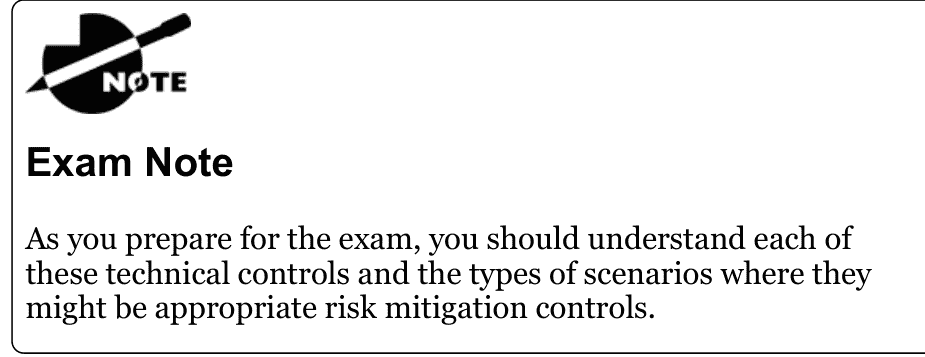 NOTE
Exam Note
As you prepare for the exam, you should understand each of
these technical controls and the types of scenarios where they
might be appropriate risk mitigation controls.